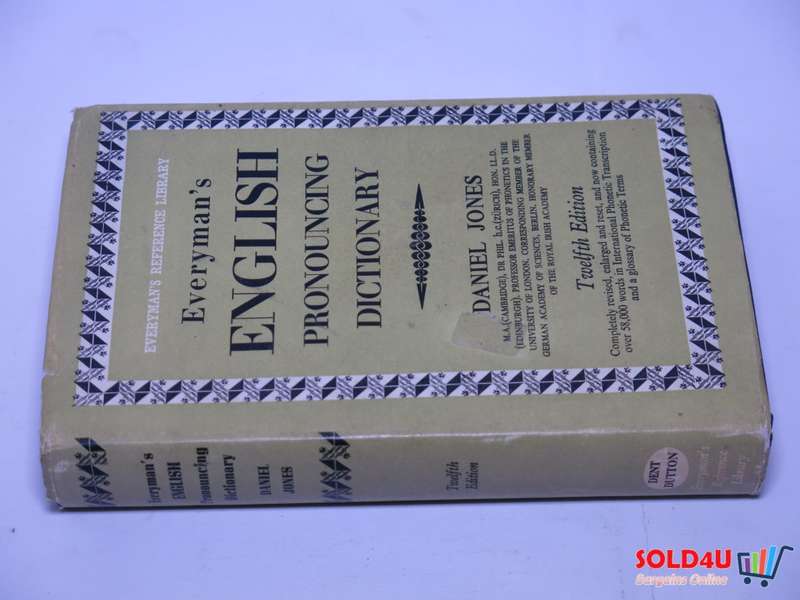 EVERYMAN'S REFERENCE LIBRARY
Everyman's
ENGLISH
PRONOUNCING
DICTIONARY
DANIEL JONES
M.A.(CAMBRIDGE), DR PHIL. h.c.(ZÜRICH), HON. LL.D.
(EDINBURGH). PROFESSOR EMERITUS OF PHONETICS IN THE
UNIVERSITY OF LONDON, CORRESPONDING MEMBER OF THE
GERMAN ACADEMY OF SCIENCES, BERLIN, HONORARY MEMBER
OF THE ROYAL IRISH ACADEMY
Twelfth Edition
Completely revised, enlarged and reset, and now containing
over 58,000 words in International Phonetic Transcription
and a glossary of Phonetic Terms
Everyman's
ENGLISH
Pronouncing
Dictionary
DANIEL
JONES
Twelfth
Edition
DENT
DUTTON
Everyman's
Reference
Library
SOLD4U
Bargains Online